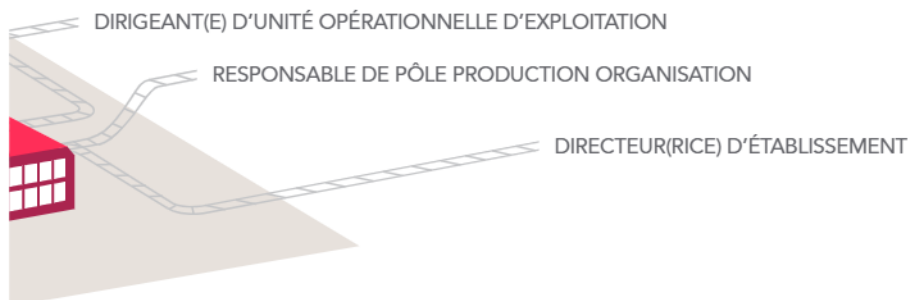 DIRIGEANT(E) D’UNITÉ OPÉRATIONNELLE D’EXPLOITATION
RESPONSABLE DE PÔLE PRODUCTION ORGANISATION
DIRECTEUR(RICE) D’ÉTABLISSEMENT